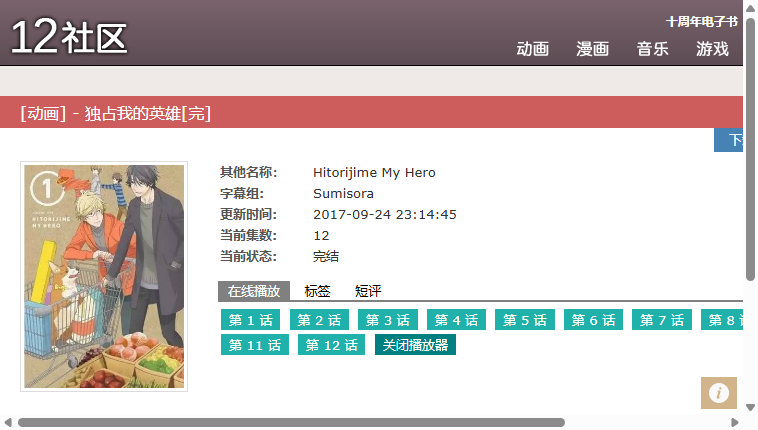 12社区
十周年电子书
动画 漫画 音乐 游戏
[动画] - 独占我的英雄[完]
下
1
HITORIJIME
MY HERO
其他名称: Hitorijime My Hero
字幕组: Sumisora
更新时间: 2017-09-24 23:14:45
当前集数: 12
当前状态: 完结
在线播放 标签 短评
第 1 话 第 2 话 第 3 话 第 4 话 第 5 话 第 6 话 第 7 话 第 8
第 11 话 第 12 话 关闭播放器
i